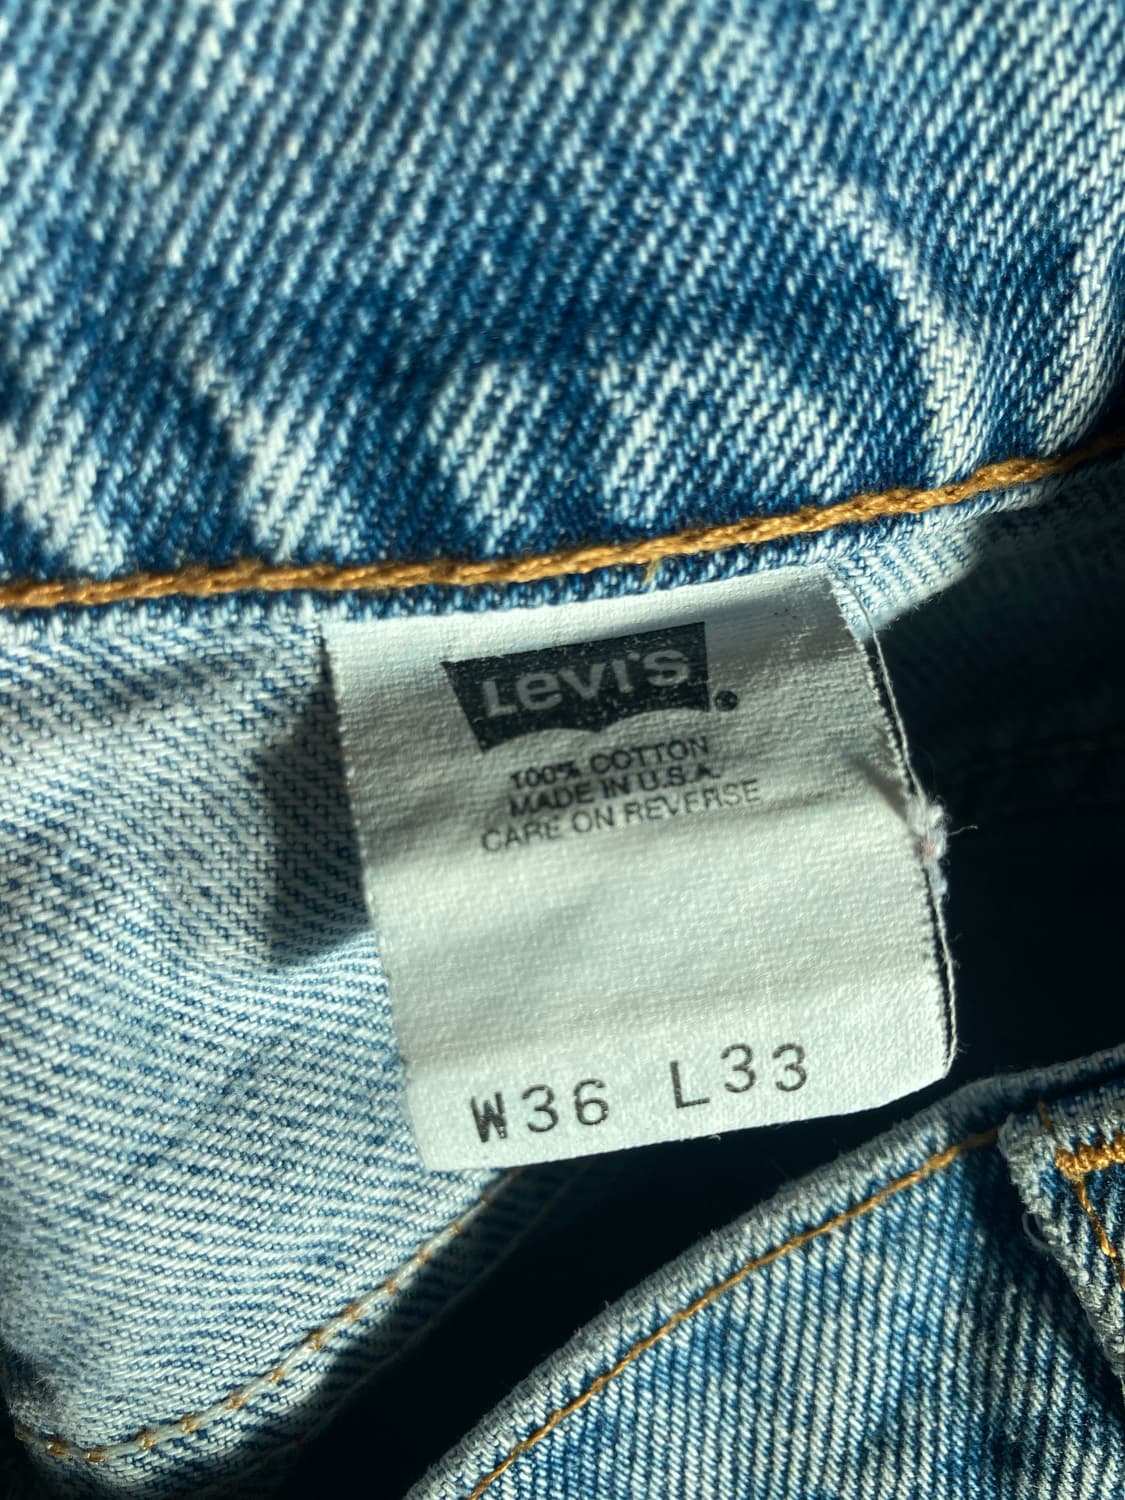 Levi's
100% COTTON
MADE IN U.S.A.
CARE ON REVERSE
W36 L33